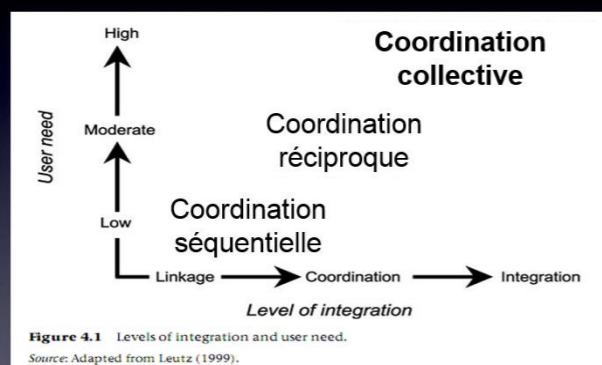 High
Coordination
collective
Moderate
Coordination
réciproque
User need
Low
Coordination
séquentielle
Linkage
Coordination
Integration
Level of integration
Figure 4.1 Levels of integration and user need.
Source: Adapted from Leutz (1999).